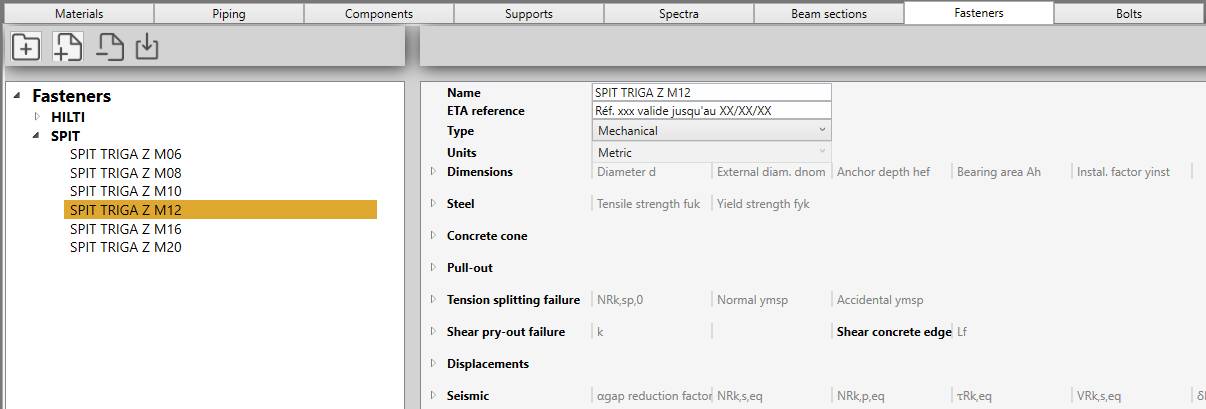 Materials Piping Components Supports Spectra Beam sections Fasteners Bolts
Fasteners
HILTI
SPIT
SPIT TRIGA Z M06
SPIT TRIGA Z M08
SPIT TRIGA Z M10
SPIT TRIGA Z M12
SPIT TRIGA Z M16
SPIT TRIGA Z M20
Name SPIT TRIGA Z M12
ETA reference Réf. xxx valide jusqu'au XX/XX/XX
Type Mechanical
Units Metric
Dimensions Diameter d External diam. dnom Anchor depth hef Bearing area Ah Instal. factor yinst
Steel Tensile strength fuk Yield strength fyk
Concrete cone
Pull-out
Tension splitting failure NRk,sp,0 Normal ymsp Accidental ymsp
Shear pry-out failure k Shear concrete edge Lf
Displacements
Seismic αgap reduction factor NRk,s,eq NRk,p,eq τRk,eq VRk,s,eq